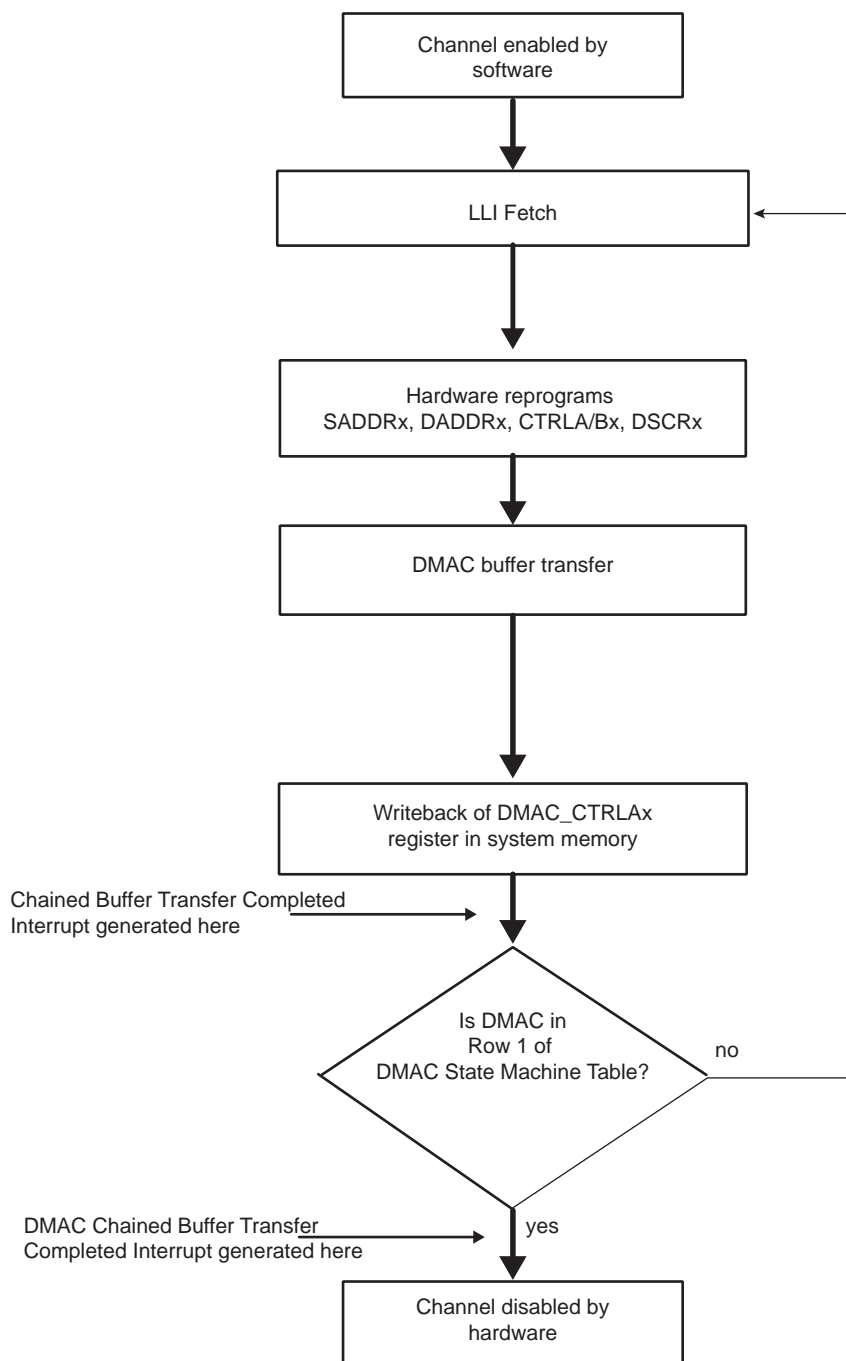 Channel enabled by
software
LLI Fetch
Hardware reprograms
SADDRx, DADDRx, CTRLA/Bx, DSCRx
DMAC buffer transfer
Writeback of DMAC_CTRLAx
register in system memory
Chained Buffer Transfer Completed
Interrupt generated here
Is DMAC in
Row 1 of
DMAC State Machine Table?
no
DMAC Chained Buffer Transfer
Completed Interrupt generated here
yes
Channel disabled by
hardware